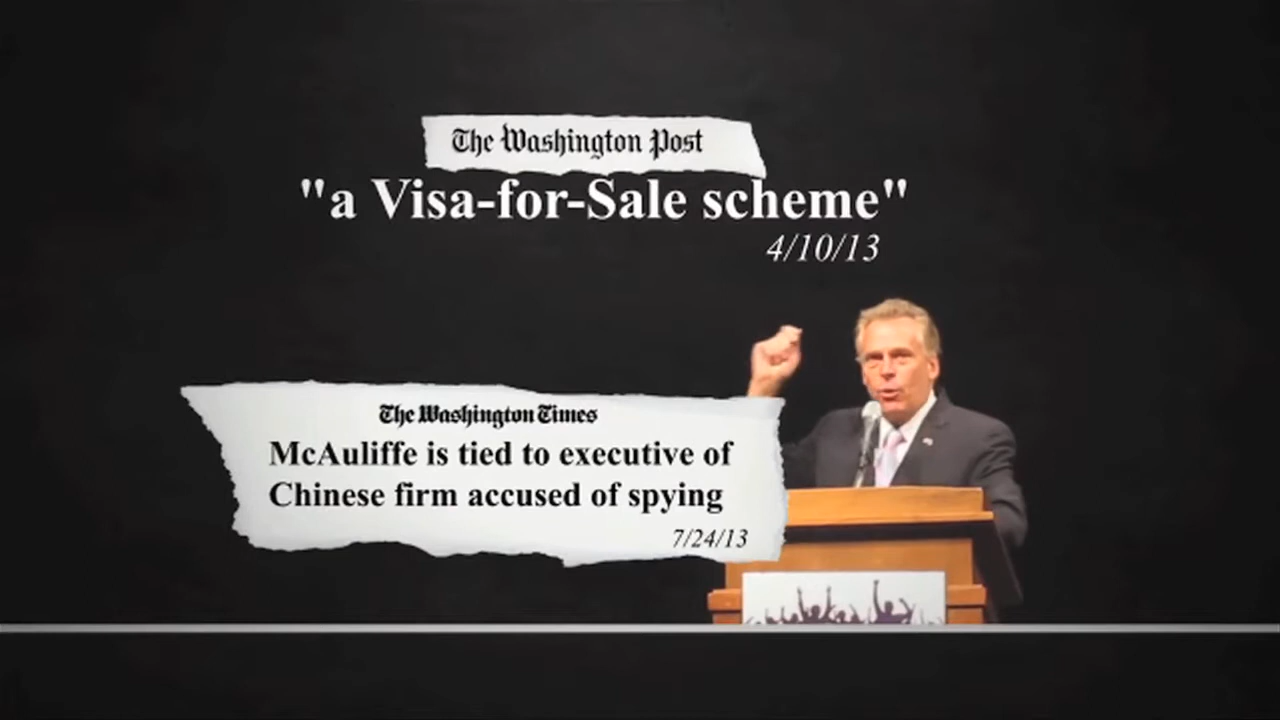 The Washington Post
"a Visa-for-Sale scheme"
4/10/13
The Washington Times
McAuliffe is tied to executive of
Chinese firm accused of spying
7/24/13